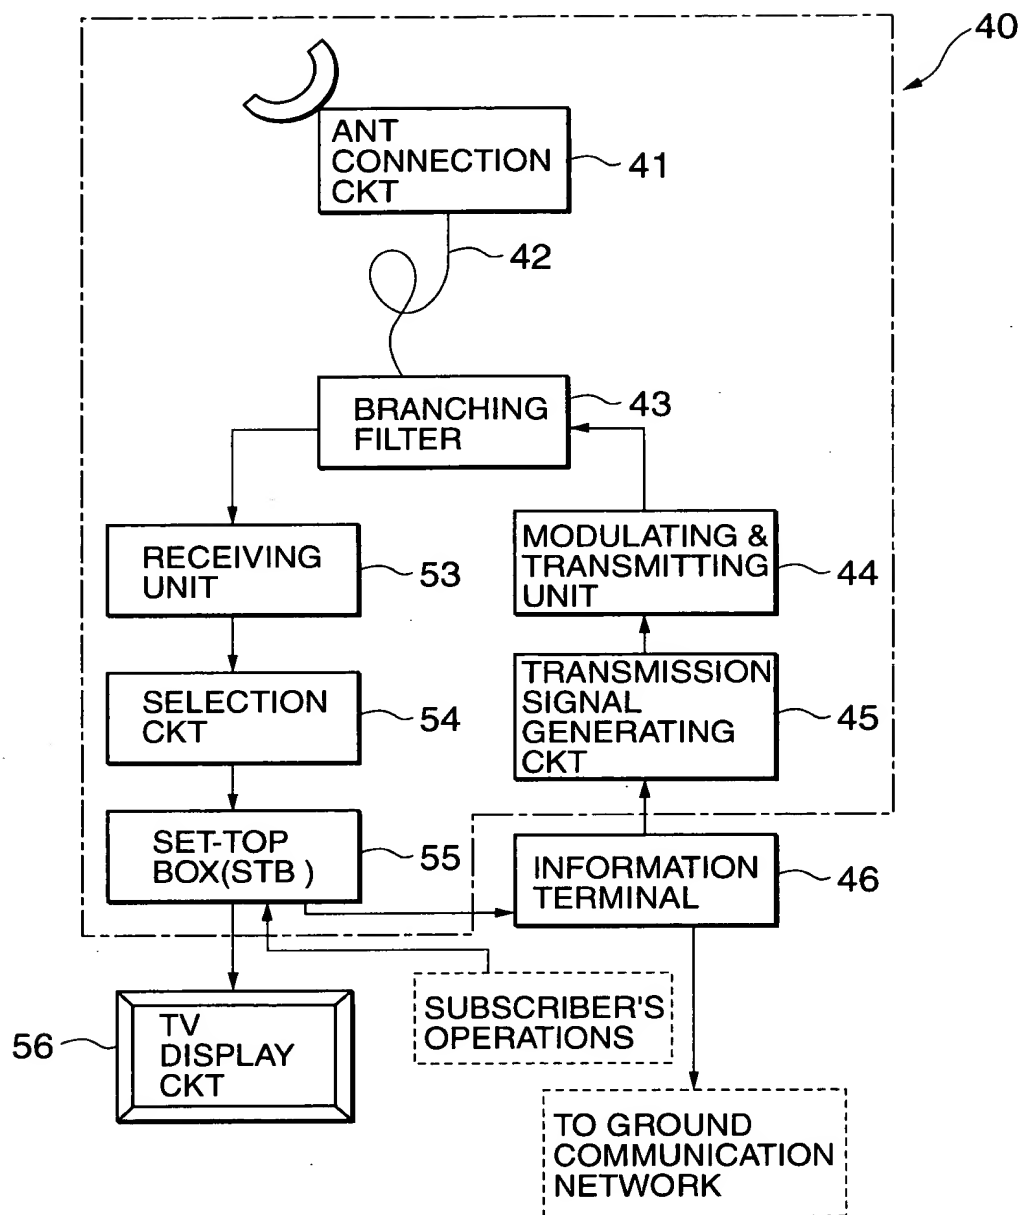 40
ANT
CONNECTION
CKT
41
42
BRANCHING
FILTER
43
RECEIVING
UNIT
53
MODULATING &
TRANSMITTING
UNIT
44
SELECTION
CKT
54
TRANSMISSION
SIGNAL
GENERATING
CKT
45
SET-TOP
BOX(STB )
55
INFORMATION
TERMINAL
46
SUBSCRIBER'S
OPERATIONS
56
TV
DISPLAY
CKT
TO GROUND
COMMUNICATION
NETWORK